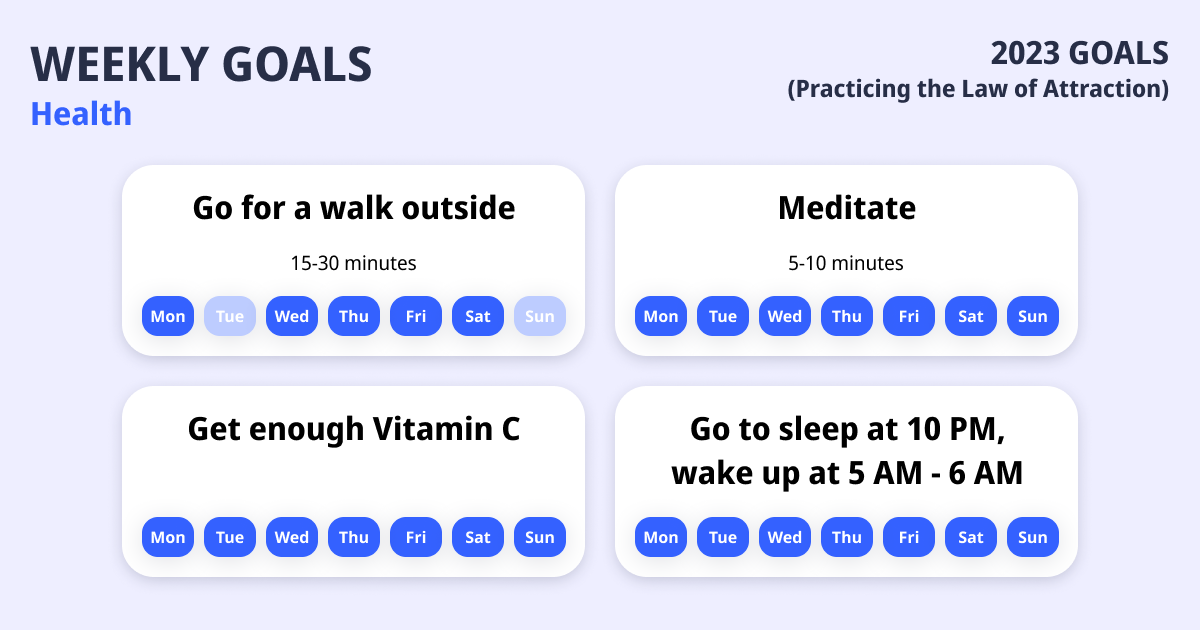 WEEKLY GOALS
Health
2023 GOALS
(Practicing the Law of Attraction)
Go for a walk outside
15-30 minutes
Mon Tue Wed Thu Fri Sat Sun
Meditate
5-10 minutes
Mon Tue Wed Thu Fri Sat Sun
Get enough Vitamin C
Mon Tue Wed Thu Fri Sat Sun
Go to sleep at 10 PM,
wake up at 5 AM - 6 AM
Mon Tue Wed Thu Fri Sat Sun